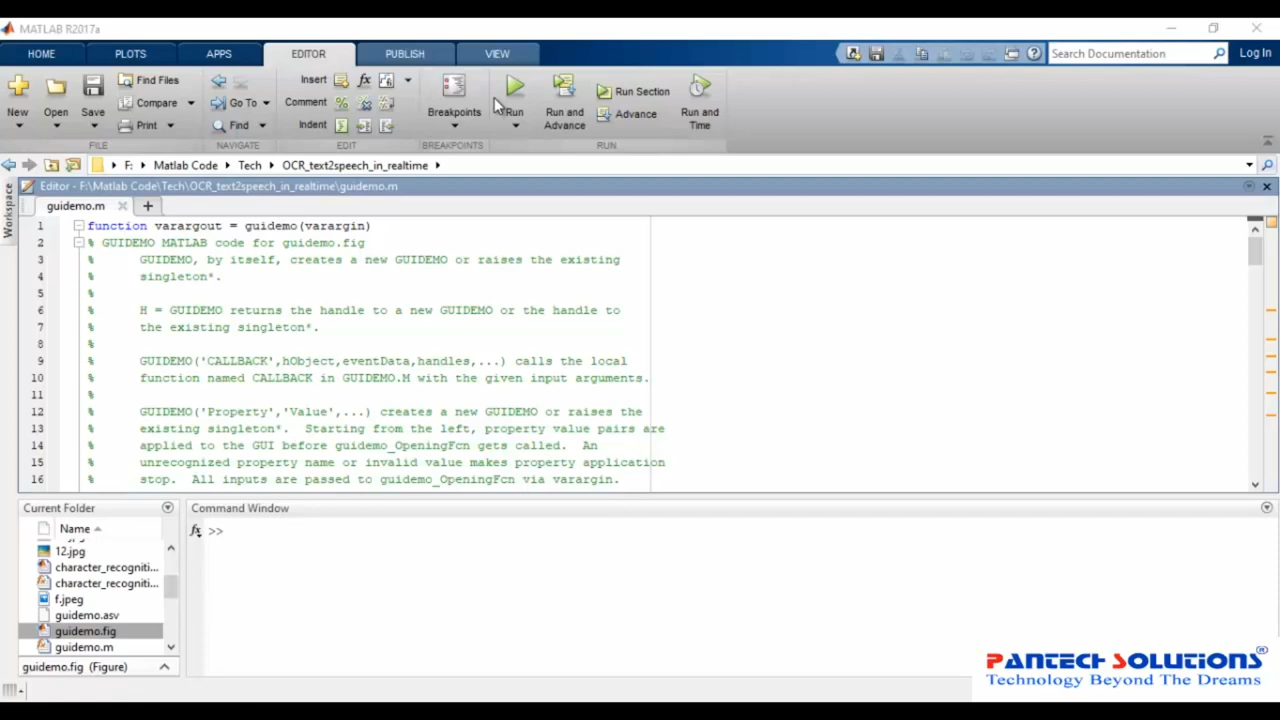 MATLAB R2017a
HOME PLOTS APPS EDITOR PUBLISH VIEW Search Documentation Log In
New Open Save Find Files Compare Print Go To Find Insert Comment Indent Breakpoints Run Run and Advance Run Section Advance Run and Time
FILE NAVIGATE EDIT BREAKPOINTS RUN
F: Matlab Code Tech OCR_text2speech_in_realtime
Workspace
Editor - F:\Matlab Code\Tech\OCR_text2speech_in_realtime\guidemo.m
guidemo.m
1 function varargout = guidemo(varargin)
2 % GUIDEMO MATLAB code for guidemo.fig
3 % GUIDEMO, by itself, creates a new GUIDEMO or raises the existing
4 % singleton*.
5 %
6 % H = GUIDEMO returns the handle to a new GUIDEMO or the handle to
7 % the existing singleton*.
8 %
9 % GUIDEMO('CALLBACK',hObject,eventData,handles,...) calls the local
10 % function named CALLBACK in GUIDEMO.M with the given input arguments.
11 %
12 % GUIDEMO('Property','Value',...) creates a new GUIDEMO or raises the
13 % existing singleton*.  Starting from the left, property value pairs are
14 % applied to the GUI before guidemo_OpeningFcn gets called.  An
15 % unrecognized property name or invalid value makes property application
16 % stop.  All inputs are passed to guidemo_OpeningFcn via varargin.
Current Folder
Name
12.jpg
character_recogniti...
character_recogniti...
f.jpeg
guidemo.asv
guidemo.fig
guidemo.m
guidemo.fig (Figure)
Command Window
fx >>
PANTECH SOLUTIONS®
Technology Beyond The Dreams